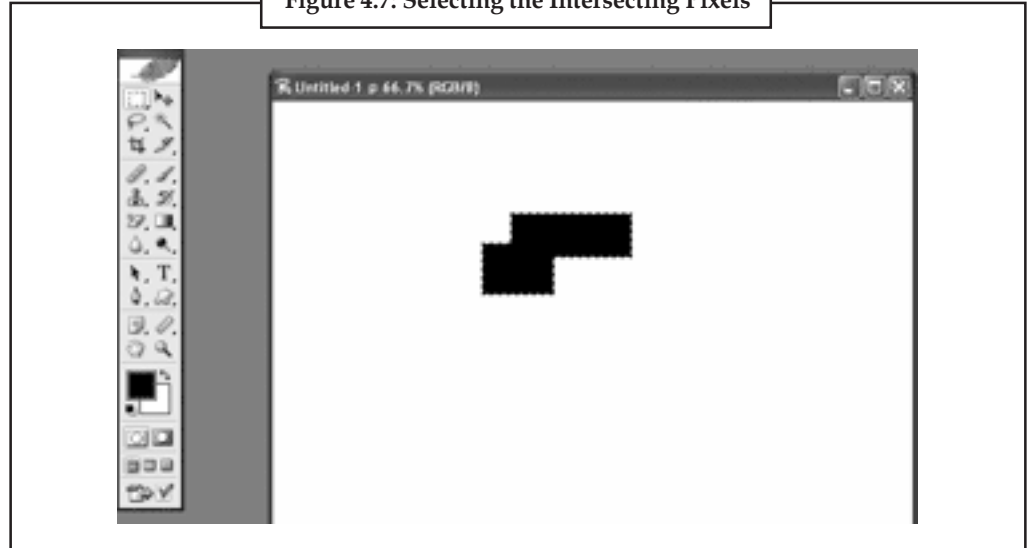 Figure 4.7: Selecting the Intersecting Pixels
Untitled-1 @ 66.7% (RGB/8)
T